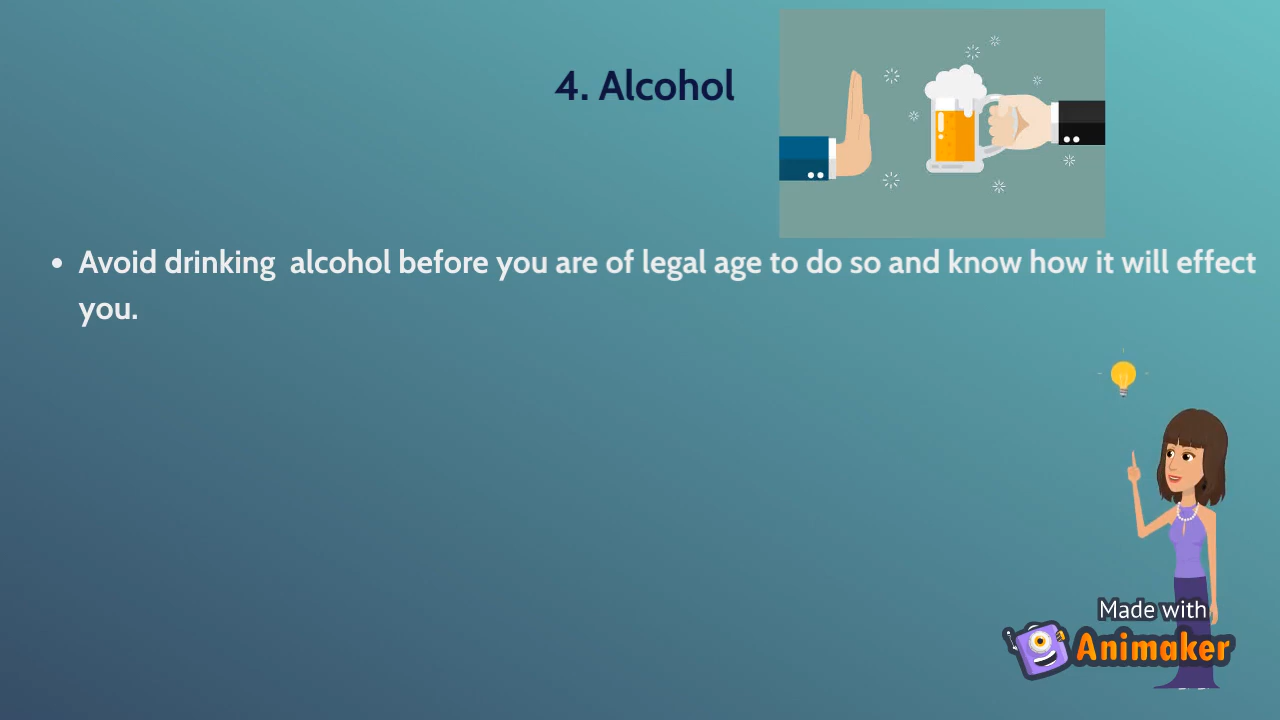 4. Alcohol
• Avoid drinking  alcohol before you are of legal age to do so and know how it will effect
you.
Made with
Animaker